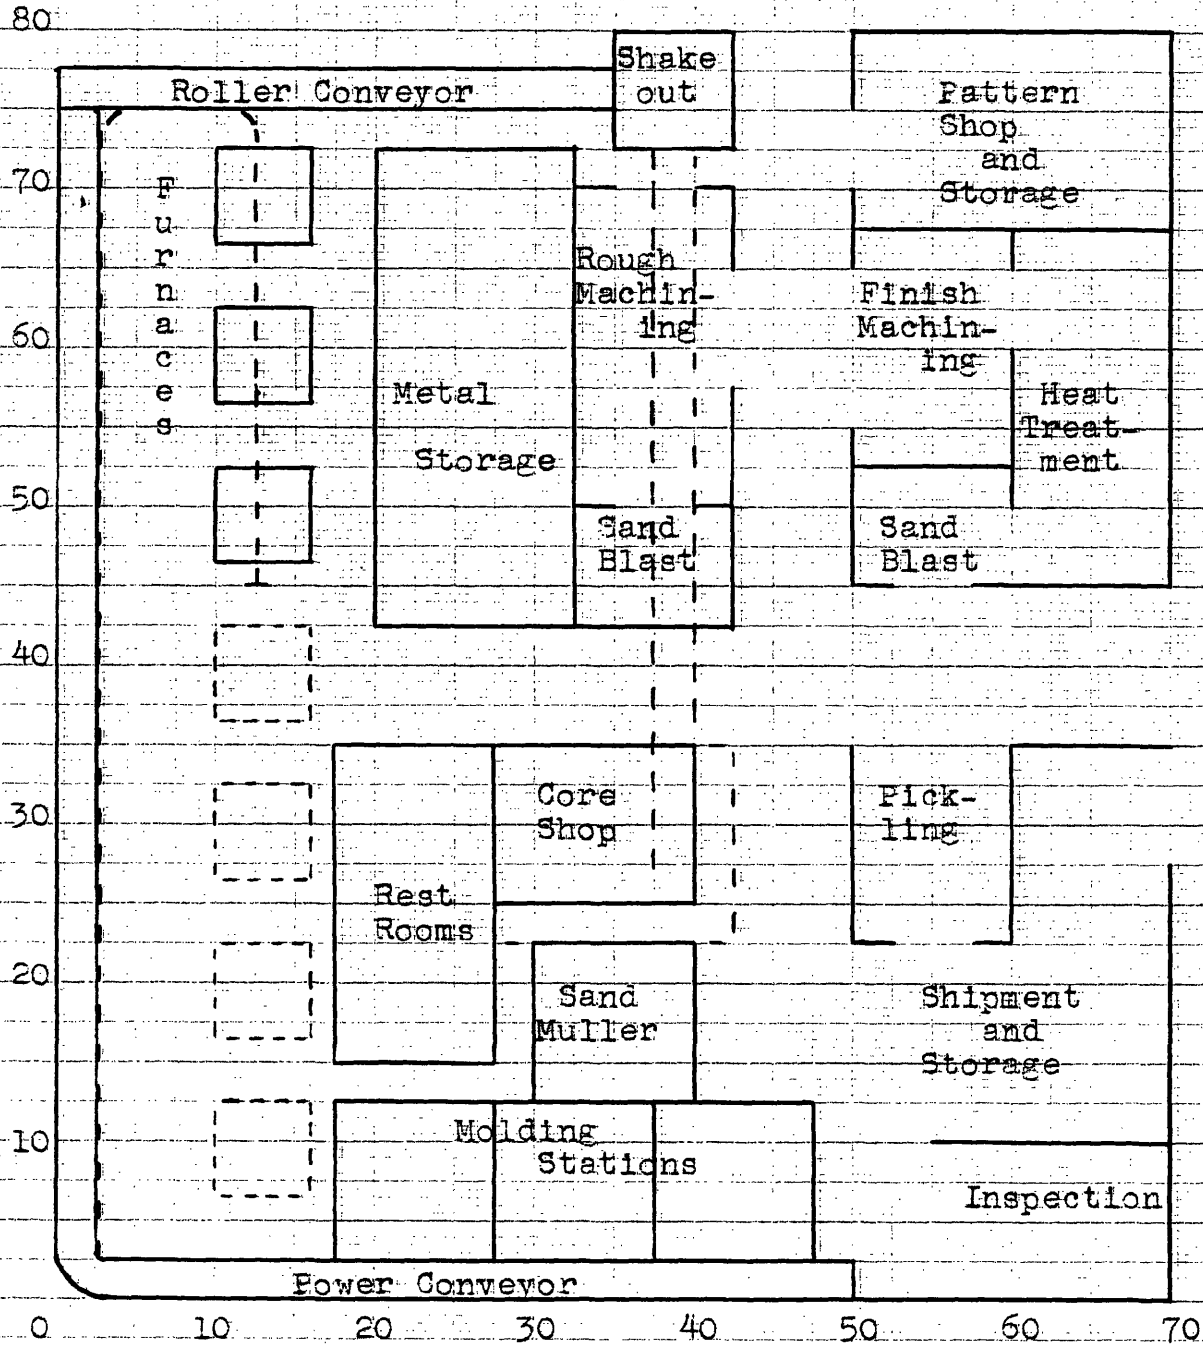 80
Shake
out
Roller Conveyor
Pattern
Shop
and
Storage
70
F
u
r
n
a
c
e
s
Rough
Machin-
ing
Finish
Machin-
ing
60
Metal
Storage
Heat
Treat-
ment
50
Sand
Blast
Sand
Blast
40
Core
Shop
Pick-
ling
30
Rest
Rooms
20
Sand
Muller
Shipment
and
Storage
10
Molding
Stations
Inspection
Power Conveyor
0 10 20 30 40 50 60 70